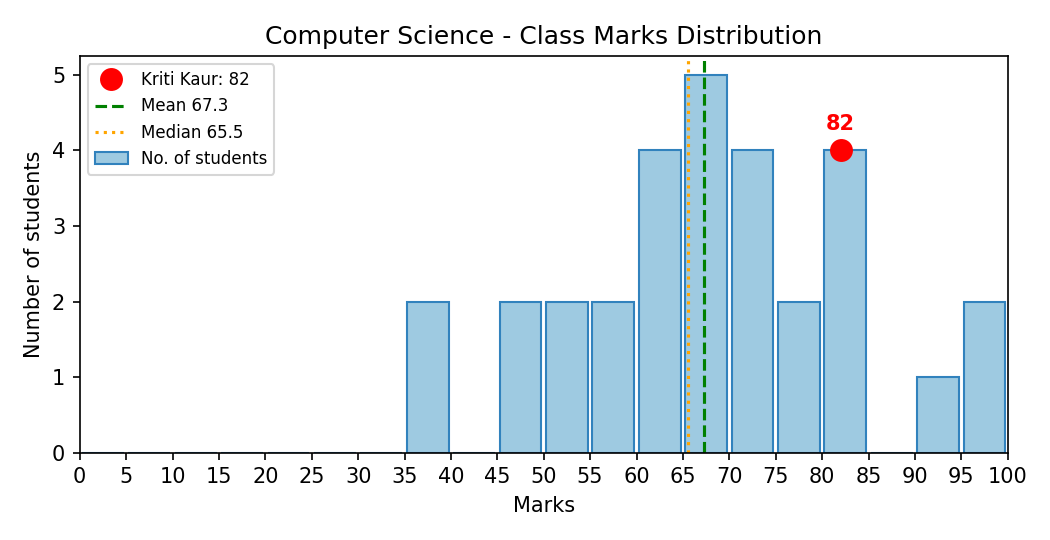 Computer Science - Class Marks Distribution
Kriti Kaur: 82
Mean 67.3
Median 65.5
No. of students
82
Number of students
5
4
3
2
1
0
0 5 10 15 20 25 30 35 40 45 50 55 60 65 70 75 80 85 90 95 100
Marks